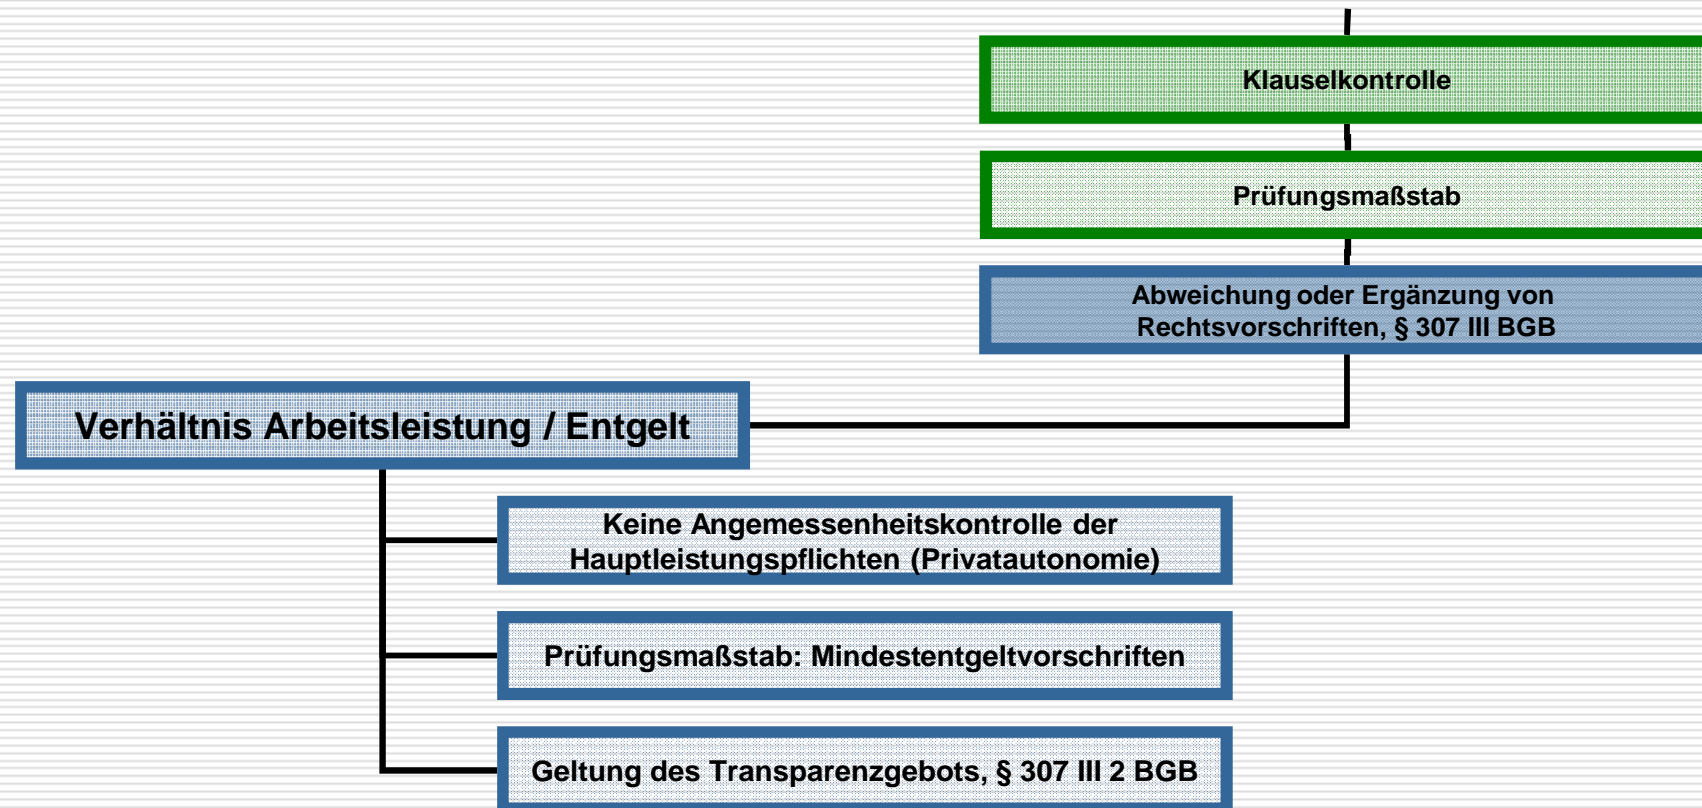 Klauselkontrolle
Prüfungsmaßstab
Abweichung oder Ergänzung von
Rechtsvorschriften, § 307 III BGB
Verhältnis Arbeitsleistung / Entgelt
Keine Angemessenheitskontrolle der
Hauptleistungspflichten (Privatautonomie)
Prüfungsmaßstab: Mindestentgeltvorschriften
Geltung des Transparenzgebots, § 307 III 2 BGB